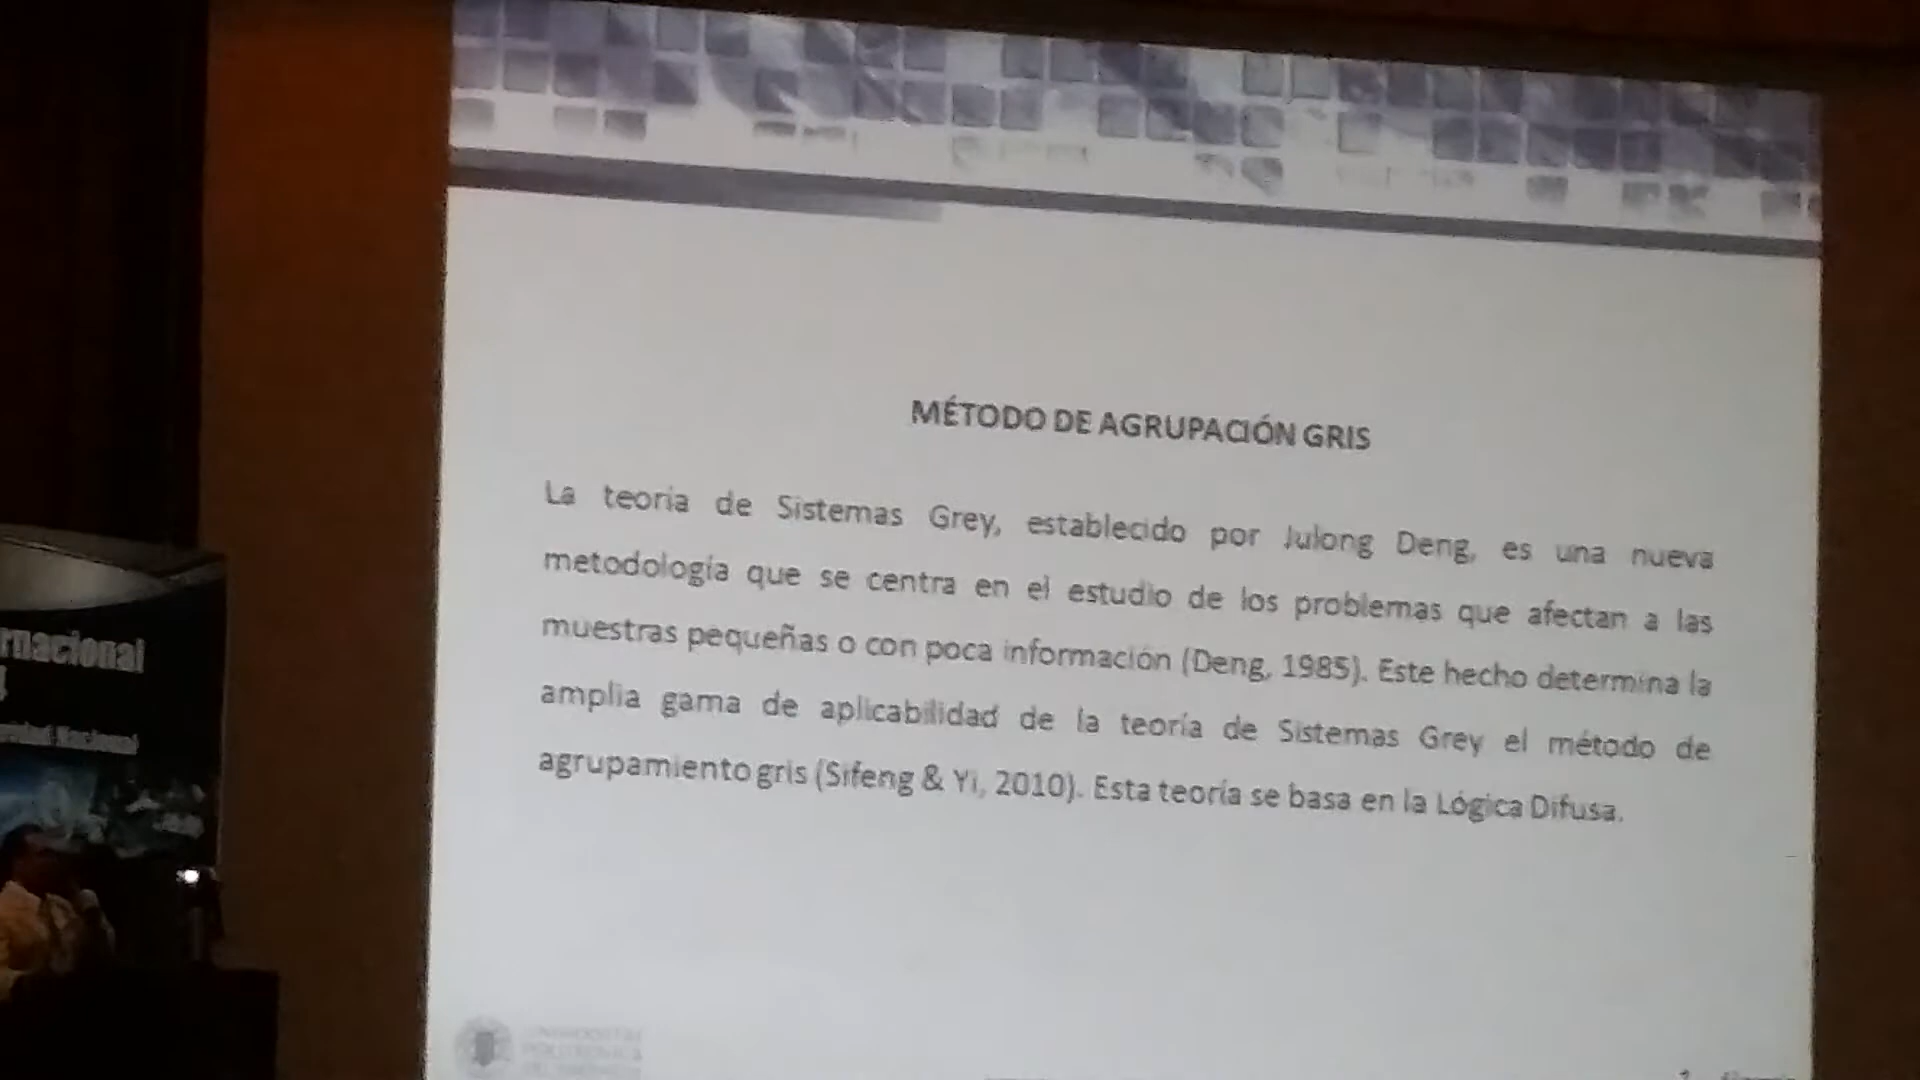 MÉTODO DE AGRUPACIÓN GRIS
La teoría de Sistemas Grey, establecido por Julong Deng, es una nueva
metodología que se centra en el estudio de los problemas que afectan a las
muestras pequeñas o con poca información (Deng, 1985). Este hecho determina la
amplia gama de aplicabilidad de la teoría de Sistemas Grey el método de
agrupamiento gris (Sifeng & Yi, 2010). Esta teoría se basa en la Lógica Difusa.
rnacional
Nacional